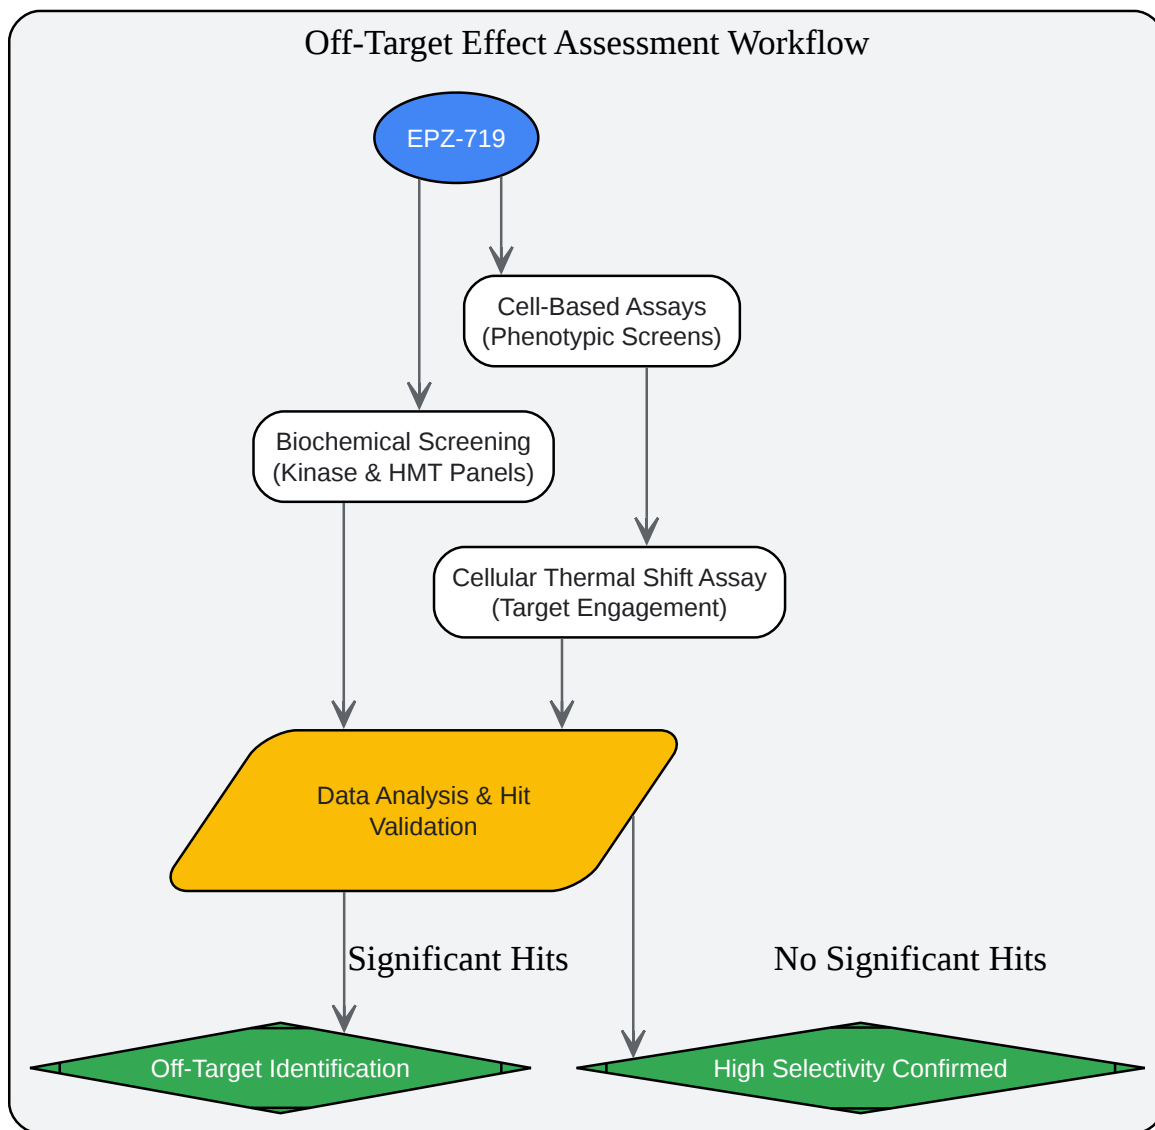 Off-Target Effect Assessment Workflow
EPZ-719
Cell-Based Assays
(Phenotypic Screens)
Biochemical Screening
(Kinase & HMT Panels)
Cellular Thermal Shift Assay
(Target Engagement)
Data Analysis & Hit
Validation
Significant Hits
No Significant Hits
Off-Target Identification
High Selectivity Confirmed